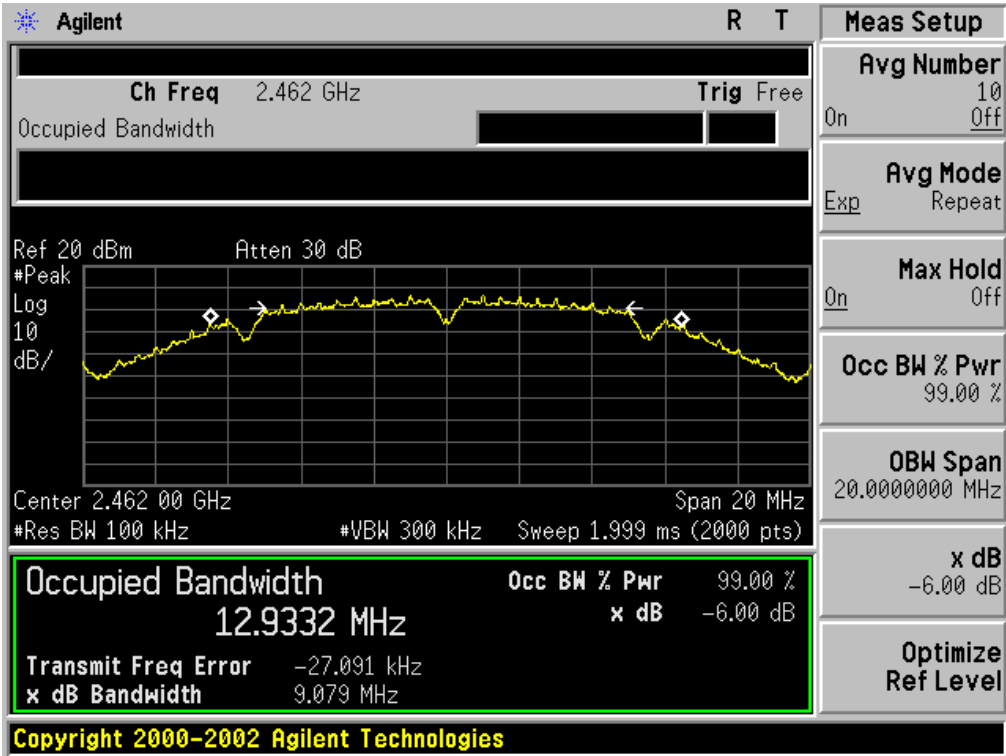 Agilent R T
Ch Freq 2.462 GHz Trig Free
Occupied Bandwidth
Ref 20 dBm Atten 30 dB
#Peak
Log
10
dB/
Center 2.462 00 GHz Span 20 MHz
#Res BW 100 kHz #VBW 300 kHz Sweep 1.999 ms (2000 pts)
Occupied Bandwidth Occ BW % Pwr 99.00 %
12.9332 MHz x dB -6.00 dB
Transmit Freq Error -27.091 kHz
x dB Bandwidth 9.079 MHz
Copyright 2000-2002 Agilent Technologies
Meas Setup
Avg Number
10
On Off
Avg Mode
Exp Repeat
Max Hold
On Off
Occ BW % Pwr
99.00 %
OBW Span
20.0000000 MHz
x dB
-6.00 dB
Optimize
Ref Level